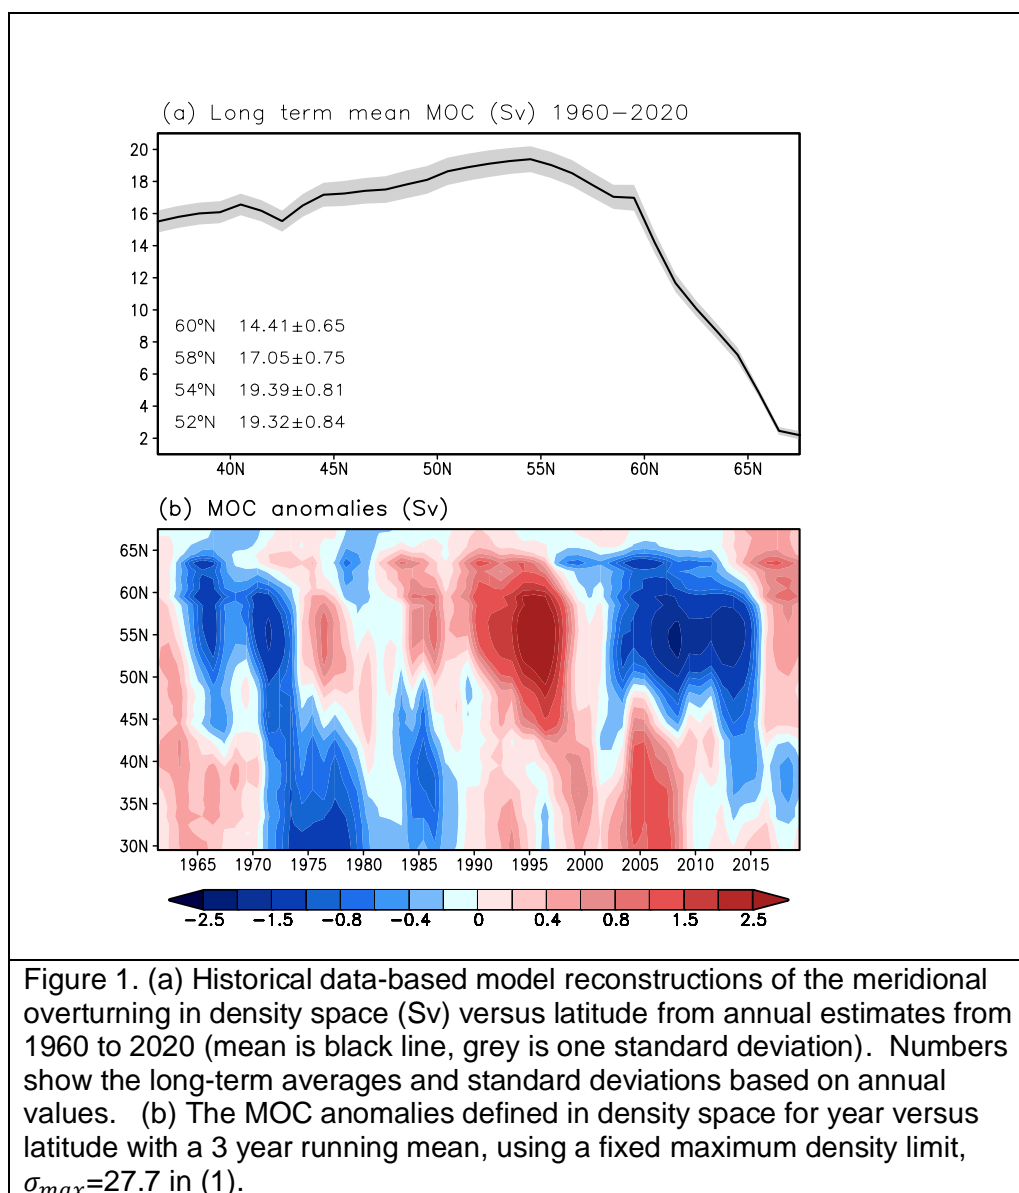 (a) Long term mean MOC (Sv) 1960−2020
20
18
16
14
12
10
8
6
4
2
60°N 14.41±0.65
58°N 17.05±0.75
54°N 19.39±0.81
52°N 19.32±0.84
40N 45N 50N 55N 60N 65N
(b) MOC anomalies (Sv)
65N
60N
55N
50N
45N
40N
35N
30N
1965 1970 1975 1980 1985 1990 1995 2000 2005 2010 2015
−2.5 −1.5 −0.8 −0.4 0 0.4 0.8 1.5 2.5
Figure 1. (a) Historical data-based model reconstructions of the meridional
overturning in density space (Sv) versus latitude from annual estimates from
1960 to 2020 (mean is black line, grey is one standard deviation). Numbers
show the long-term averages and standard deviations based on annual
values. (b) The MOC anomalies defined in density space for year versus
latitude with a 3 year running mean, using a fixed maximum density limit,
σmax=27.7 in (1).